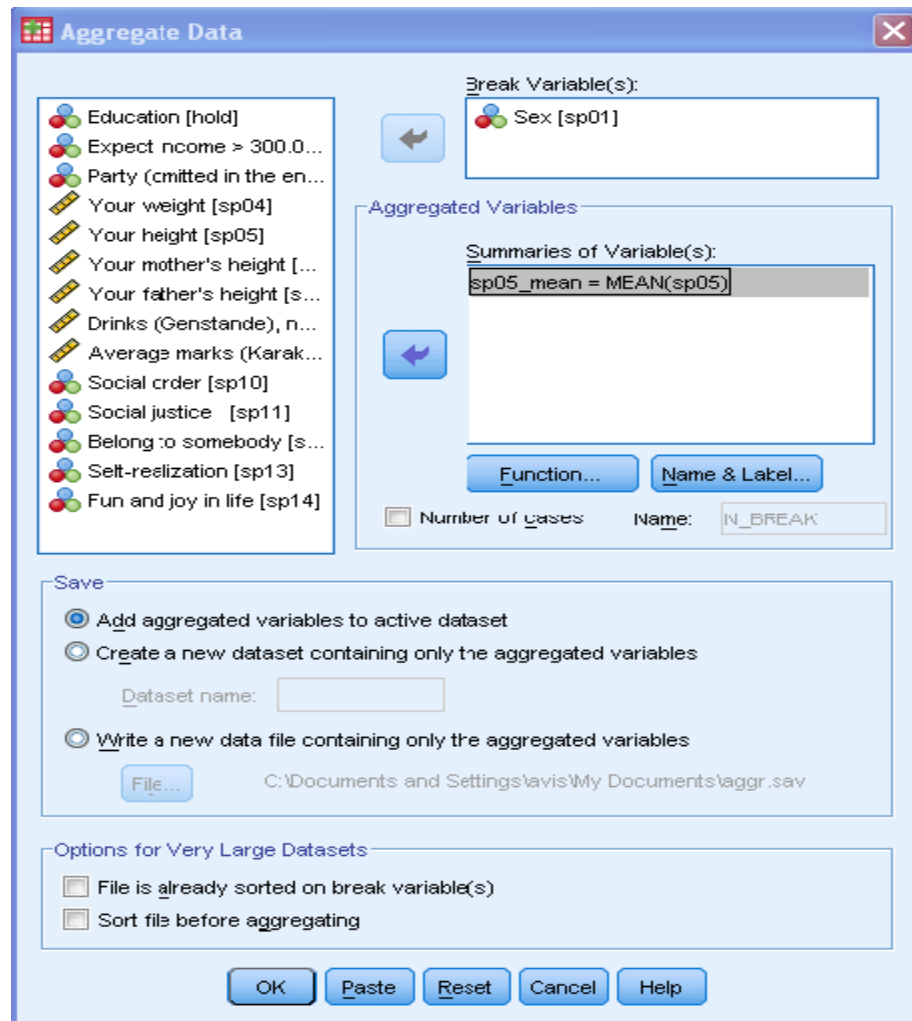 Aggregate Data
Education [hold]
Expect income > 300.0...
Party (omitted in the en...
Your weight [sp04]
Your height [sp05]
Your mother's height [...
Your father's height [s...
Drinks (Genstande), n...
Average marks (Karak...
Social order [sp10]
Social justice [sp11]
Belong to somebody [s...
Self-realization [sp13]
Fun and joy in life [sp14]
Break Variable(s):
Sex [sp01]
Aggregated Variables
Summaries of Variable(s):
sp05_mean = MEAN(sp05)
Function...
Name & Label...
Number of cases
Name:
N_BREAK
Save
Add aggregated variables to active dataset
Create a new dataset containing only the aggregated variables
Dataset name:
Write a new data file containing only the aggregated variables
File...
C:\Documents and Settings\avis\My Documents\aggr.sav
Options for Very Large Datasets
File is already sorted on break variable(s)
Sort file before aggregating
OK
Paste
Reset
Cancel
Help